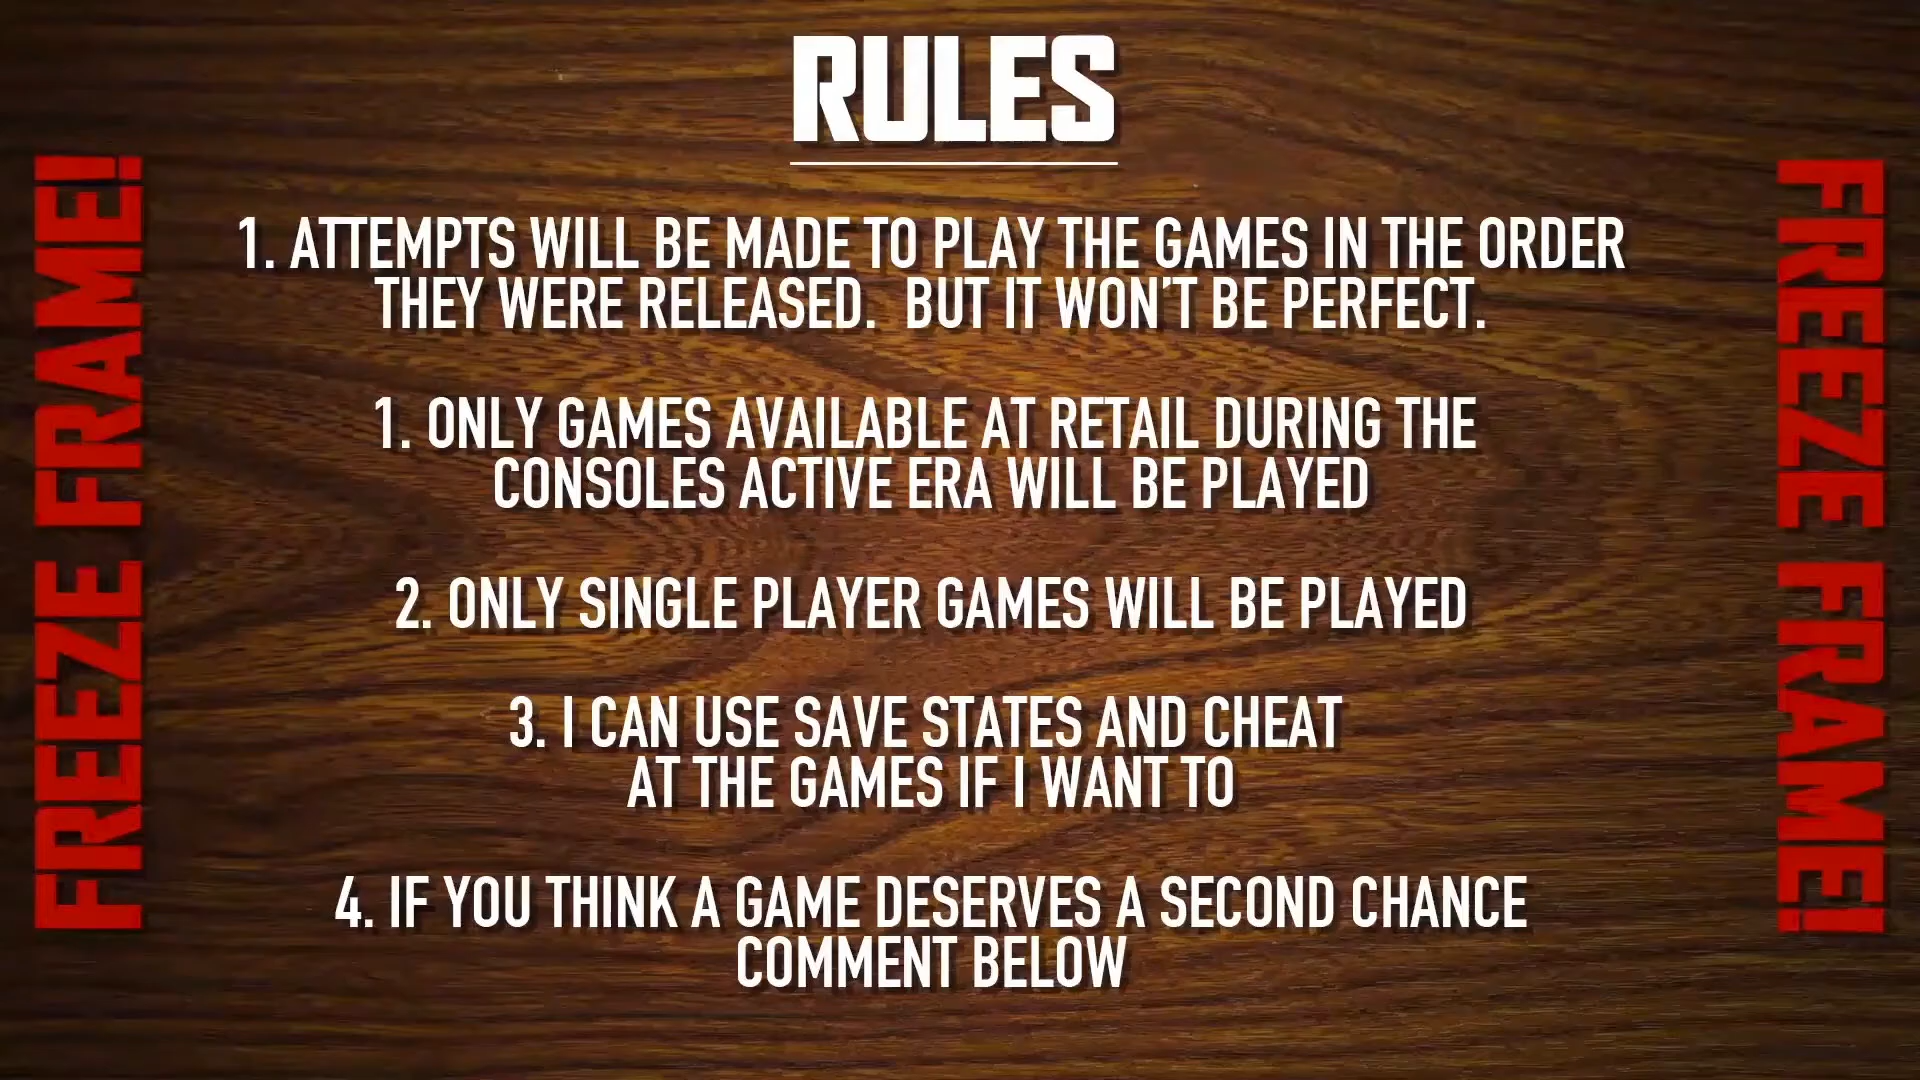 RULES
FREEZE FRAME!
FREEZE FRAME!
1. ATTEMPTS WILL BE MADE TO PLAY THE GAMES IN THE ORDER
THEY WERE RELEASED. BUT IT WON'T BE PERFECT.
1. ONLY GAMES AVAILABLE AT RETAIL DURING THE
CONSOLES ACTIVE ERA WILL BE PLAYED
2. ONLY SINGLE PLAYER GAMES WILL BE PLAYED
3. I CAN USE SAVE STATES AND CHEAT
AT THE GAMES IF I WANT TO
4. IF YOU THINK A GAME DESERVES A SECOND CHANCE
COMMENT BELOW